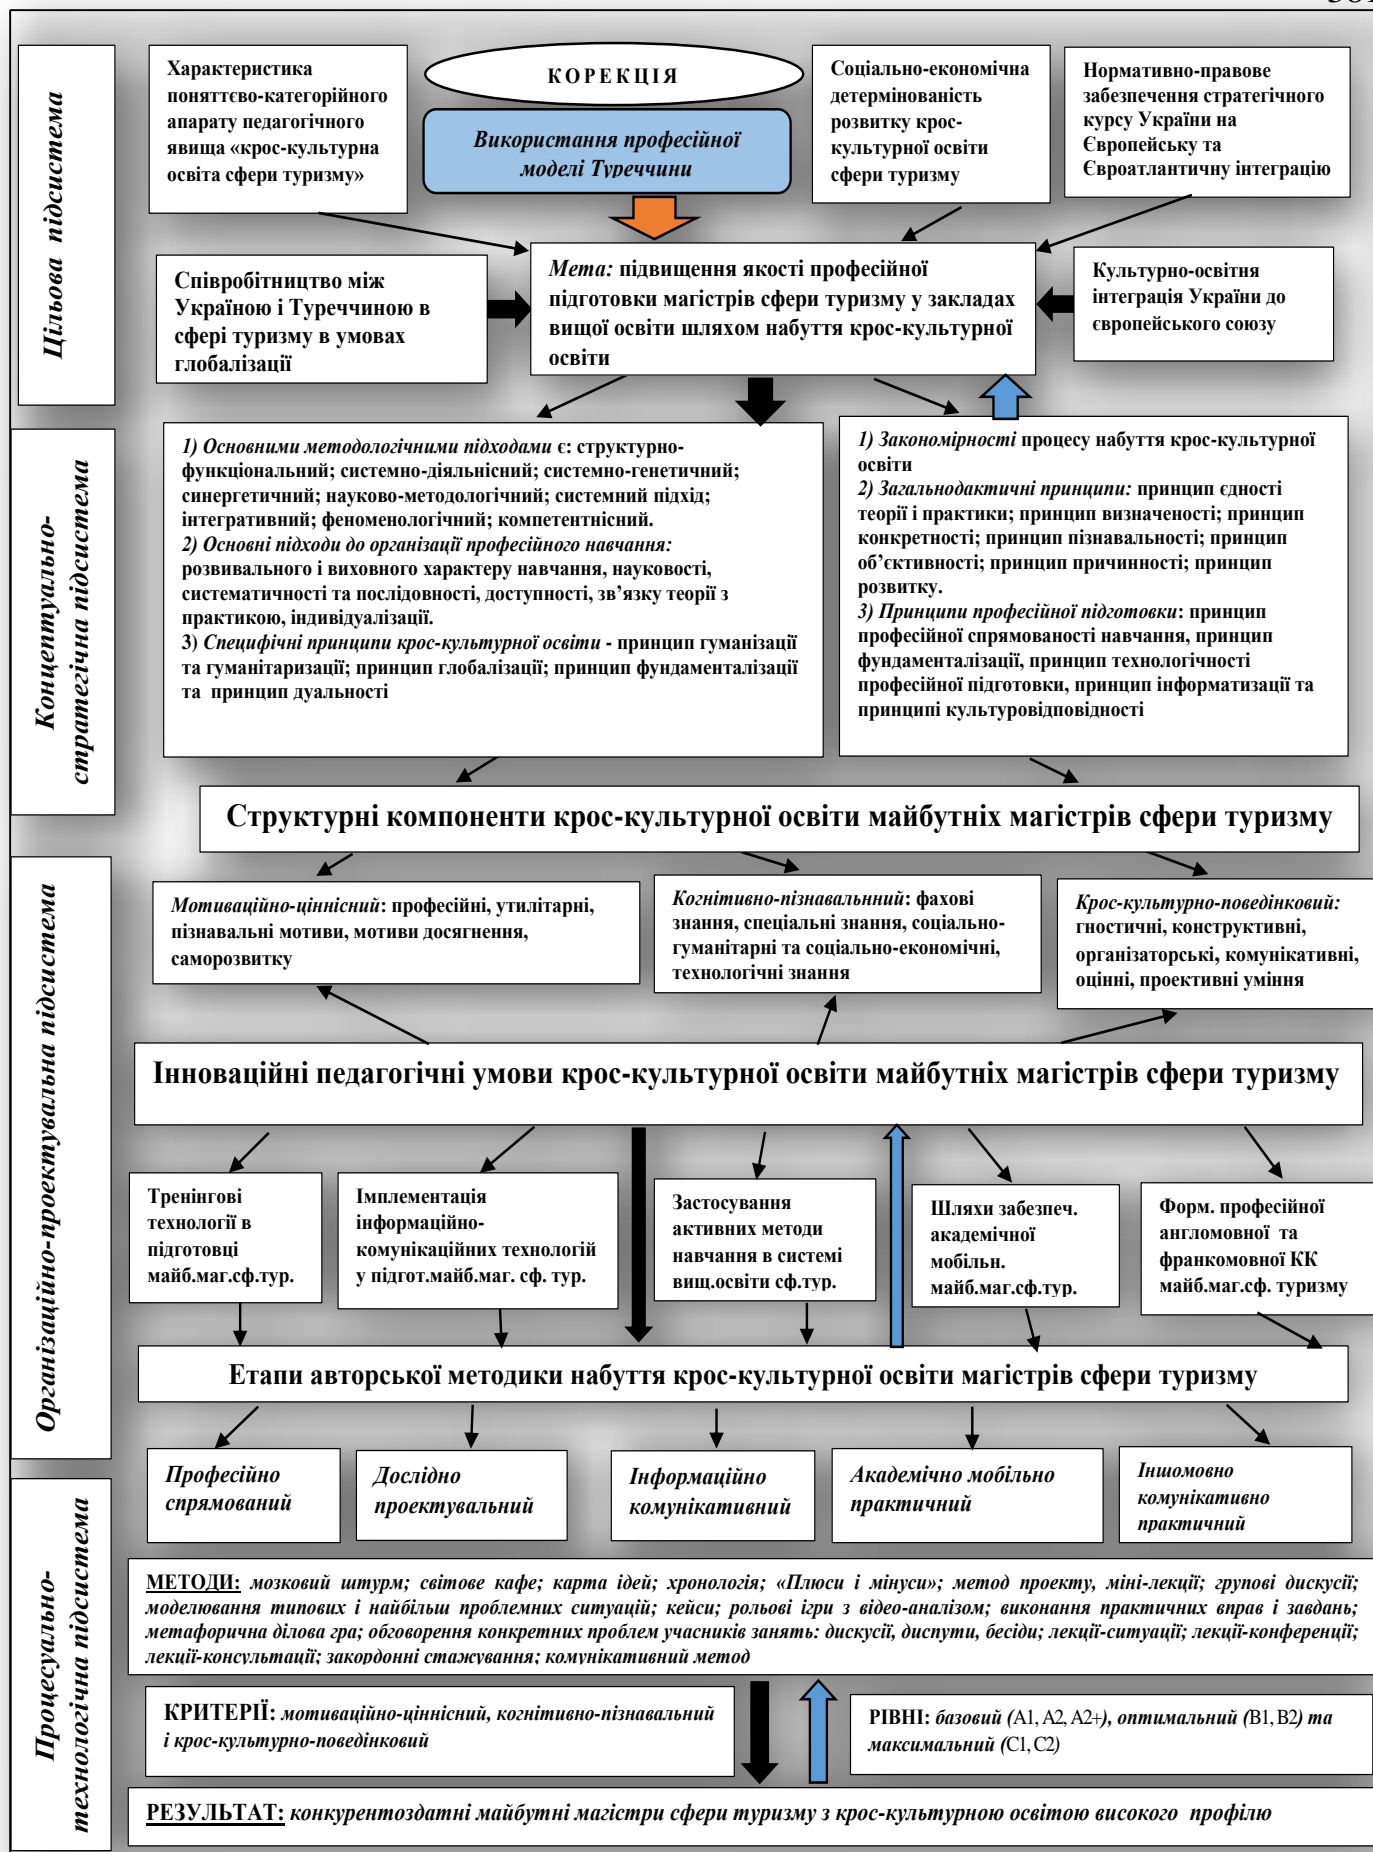 Цільова підсистема
Характеристика
поняттєво-категорійного
апарату педагогічного
явища «крос-культурна
освіта сфери туризму»
КОРЕКЦІЯ
Використання професійної
моделі Туреччини
Соціально-економічна
детермінованість
розвитку крос-
культурної освіти
сфери туризму
Нормативно-правове
забезпечення стратегічного
курсу України на
Європейську та
Євроатлантичну інтеграцію
Співробітництво між
Україною і Туреччиною в
сфері туризму в умовах
глобалізації
Мета: підвищення якості професійної
підготовки магістрів сфери туризму у закладах
вищої освіти шляхом набуття крос-культурної
освіти
Культурно-освітня
інтеграція України до
європейського союзу
Концептуально-
стратегічна підсистема
1) Основними методологічними підходами є: структурно-
функціональний; системно-діяльнісний; системно-генетичний;
синергетичний; науково-методологічний; системний підхід;
інтегративний; феноменологічний; компетентнісний.
2) Основні підходи до організації професійного навчання:
розвивального і виховного характеру навчання, науковості,
систематичності та послідовності, доступності, зв’язку теорії з
практикою, індивідуалізації.
3) Специфічні принципи крос-культурної освіти - принцип гуманізації
та гуманітаризації; принцип глобалізації; принцип фундаменталізації
та принцип дуальності
1) Закономірності процесу набуття крос-культурної
освіти
2) Загальнодактичні принципи: принцип єдності
теорії і практики; принцип визначеності; принцип
конкретності; принцип пізнавальності; принцип
об’єктивності; принцип причинності; принцип
розвитку.
3) Принципи професійної підготовки: принцип
професійної спрямованості навчання, принцип
фундаменталізації, принцип технологічності
професійної підготовки, принцип інформатизації та
принципі культуровідповідності
Структурні компоненти крос-культурної освіти майбутніх магістрів сфери туризму
Організаційно-проектувальна підсистема
Мотиваційно-ціннісний: професійні, утилітарні,
пізнавальні мотиви, мотиви досягнення,
саморозвитку
Когнітивно-пізнавальнний: фахові
знання, спеціальні знання, соціально-
гуманітарні та соціально-економічні,
технологічні знання
Крос-культурно-поведінковий:
гностичні, конструктивні,
організаторські, комунікативні,
оцінні, проективні уміння
Інноваційні педагогічні умови крос-культурної освіти майбутніх магістрів сфери туризму
Тренінгові
технології в
підготовці
майб.маг.сф.тур.
Імплементація
інформаційно-
комунікаційних технологій
у підгот.майб.маг. сф. тур.
Застосування
активних методи
навчання в системі
вищ.освіти сф.тур.
Шляхи забезпеч.
академічної
мобільн.
майб.маг.сф.тур.
Форм. професійної
англомовної та
франкомовної КК
майб.маг.сф. туризму
Етапи авторської методики набуття крос-культурної освіти магістрів сфери туризму
Професійно
спрямований
Дослідно
проектувальний
Інформаційно
комунікативний
Академічно мобільно
практичний
Іншомовно
комунікативно
практичний
Процесуально-
технологічна підсистема
МЕТОДИ: мозковий штурм; світове кафе; карта ідей; хронологія; «Плюси і мінуси»; метод проекту, міні-лекції; групові дискусії;
моделювання типових і найбільш проблемних ситуацій; кейси; рольові ігри з відео-аналізом; виконання практичних вправ і завдань;
метафорична ділова гра; обговорення конкретних проблем учасників занять: дискусії, диспути, бесіди; лекції-ситуації; лекції-конференції;
лекції-консультації; закордонні стажування; комунікативний метод
КРИТЕРІЇ: мотиваційно-ціннісний, когнітивно-пізнавальний
і крос-культурно-поведінковий
РІВНІ: базовий (А1, А2, А2+), оптимальний (В1, В2) та
максимальний (С1, С2)
РЕЗУЛЬТАТ: конкурентоздатні майбутні магістри сфери туризму з крос-культурною освітою високого профілю